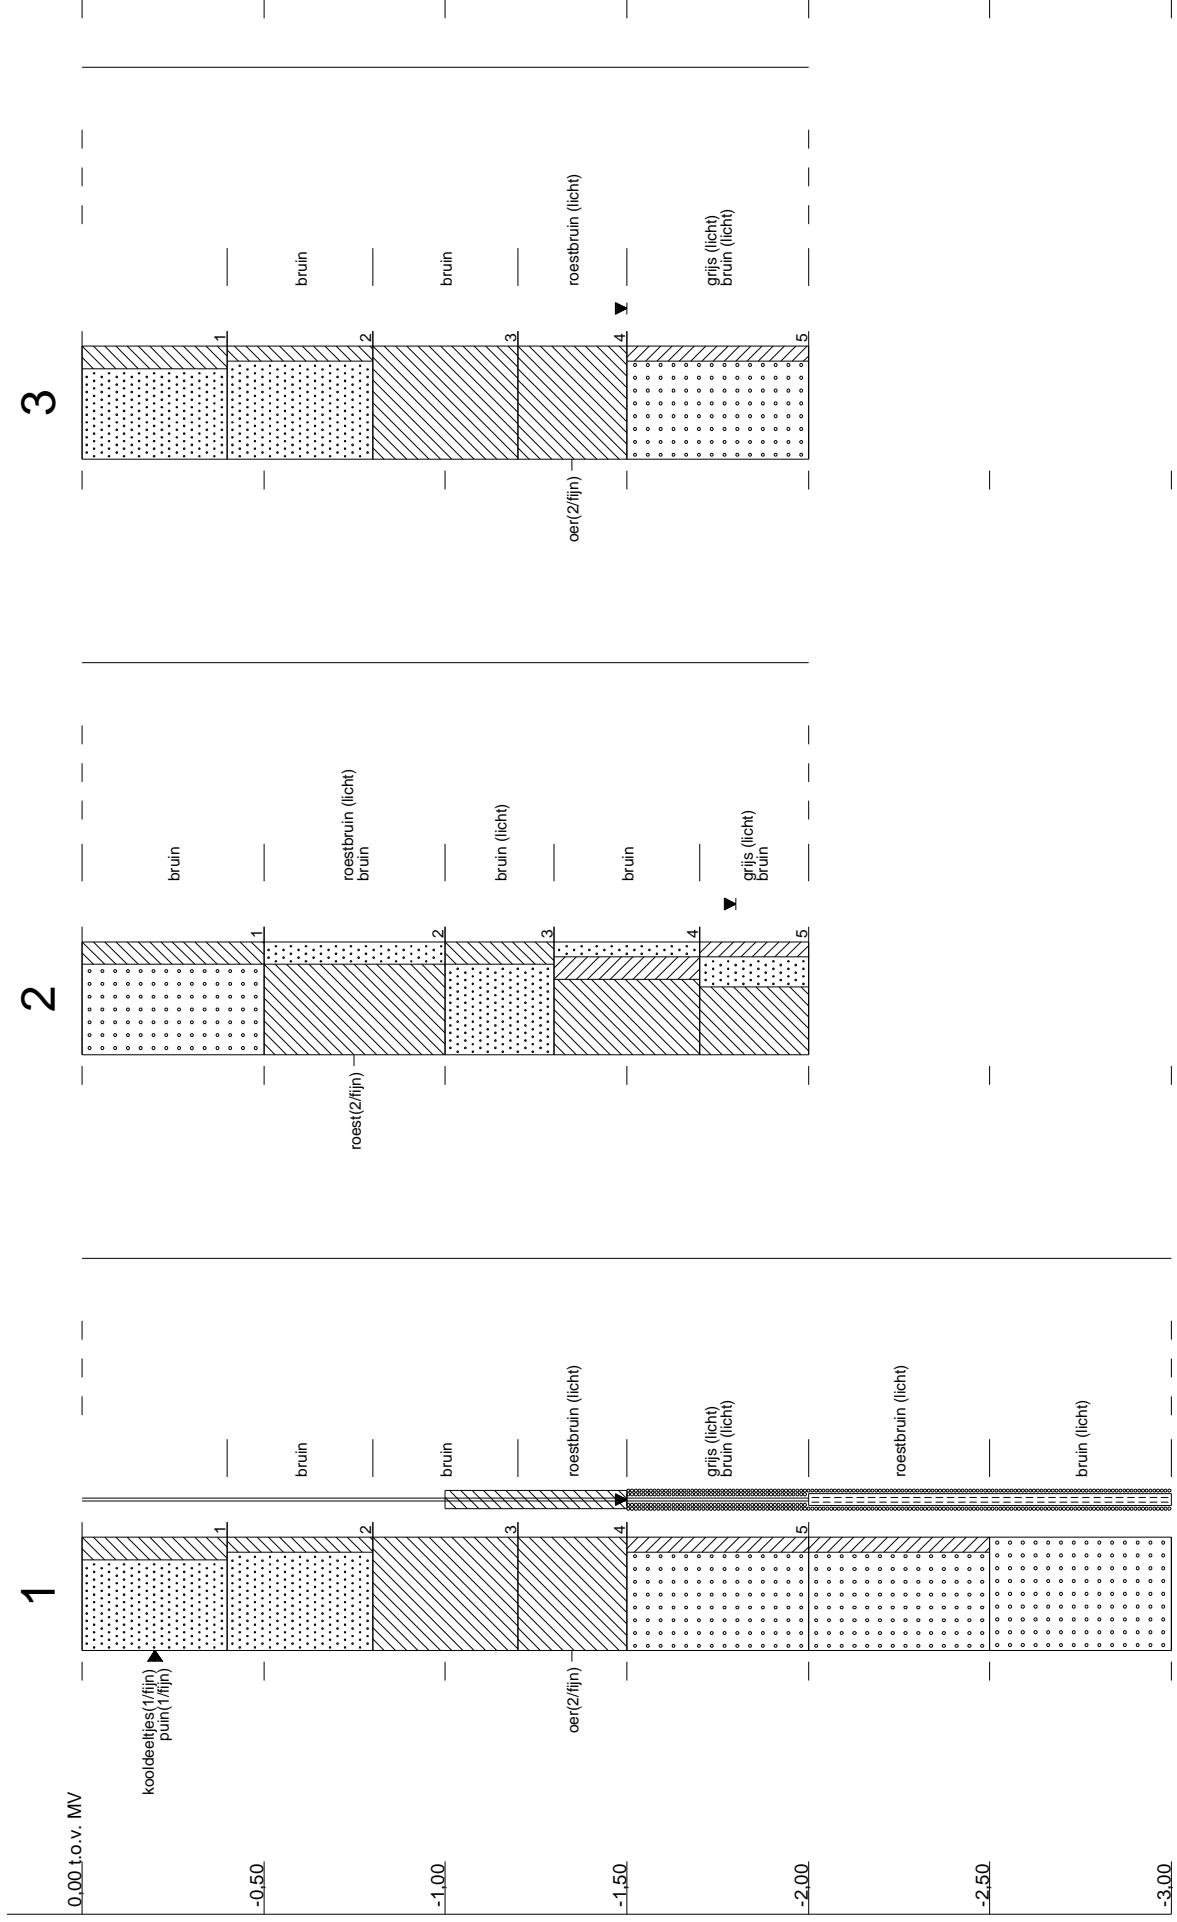 0,00 t.o.v. MV
-0,50
-1,00
-1,50
-2,00
-2,50
-3,00
1
kooldeeltjes(1/fijn)
puin(1/fijn)
oer(2/fijn)
1
2
3
4
5
bruin
bruin
roestbruin (licht)
grijs (licht)
bruin (licht)
roestbruin (licht)
bruin (licht)
2
roest(2/fijn)
1
2
3
4
5
bruin
roestbruin (licht)
bruin
bruin (licht)
bruin
grijs (licht)
bruin
3
oer(2/fijn)
1
2
3
4
5
bruin
bruin
roestbruin (licht)
grijs (licht)
bruin (licht)